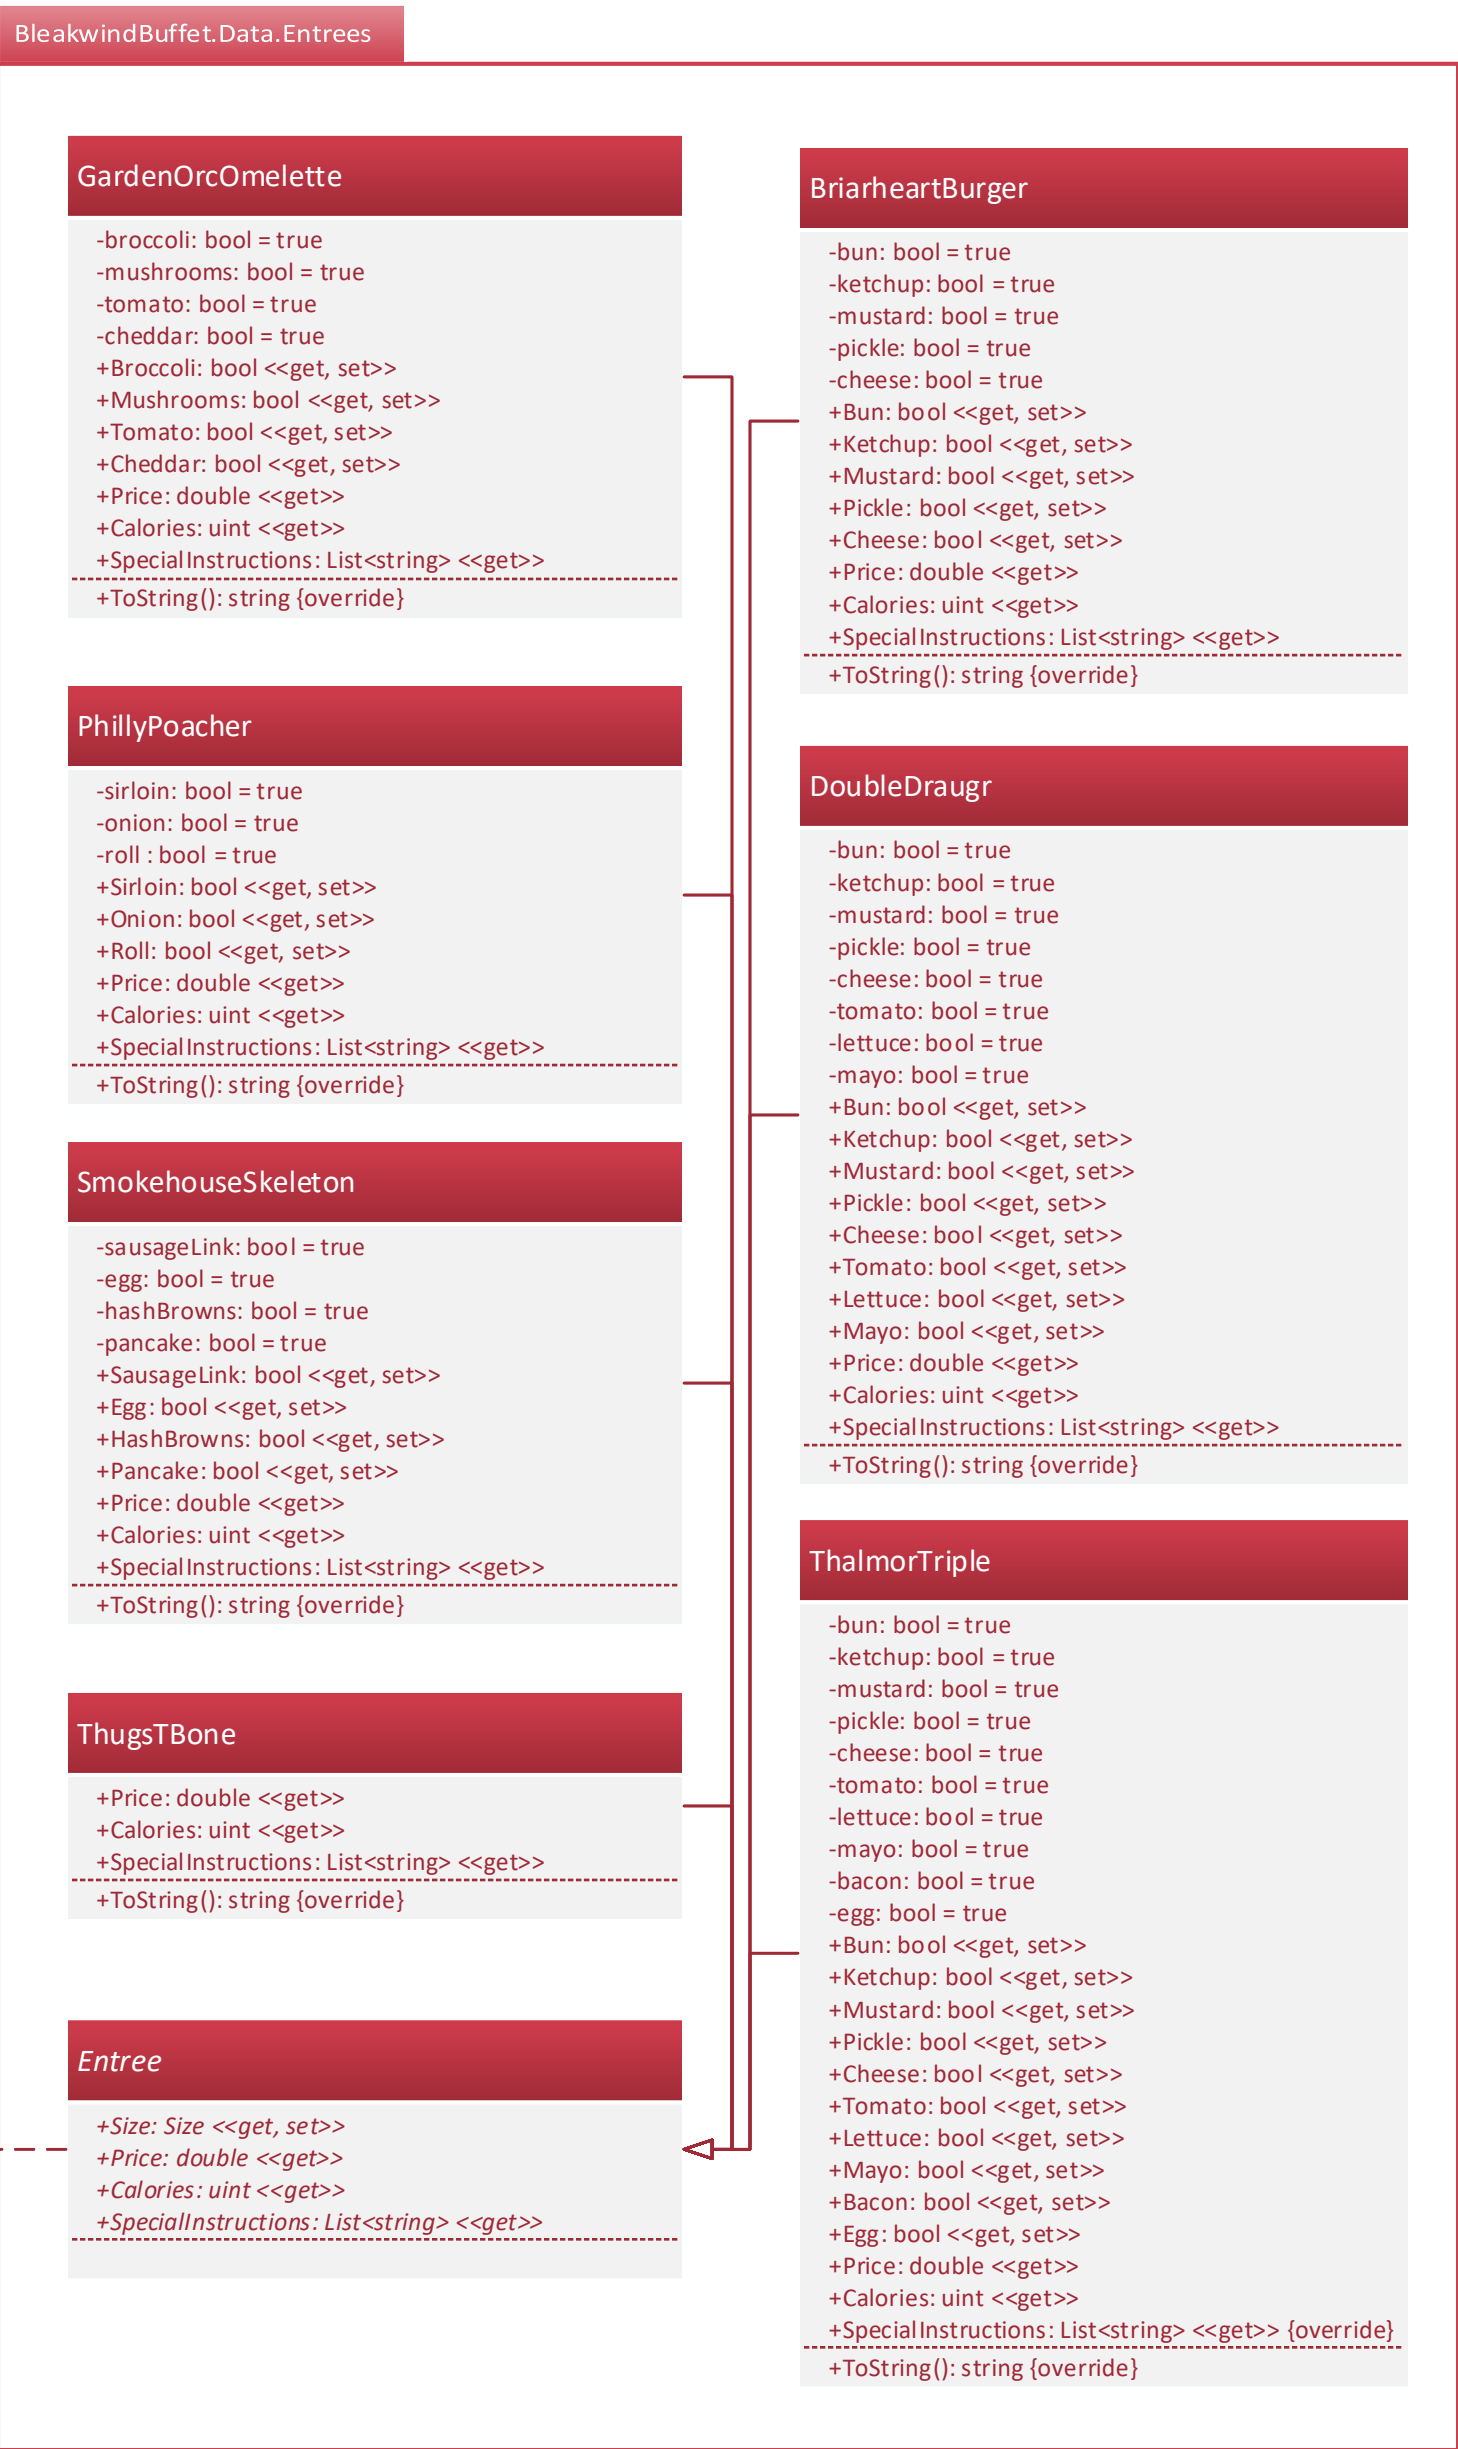 BleakwindBuffet.Data.Entrees
GardenOrcOmelette
-broccoli: bool = true
-mushrooms: bool = true
-tomato: bool = true
-cheddar: bool = true
+Broccoli: bool <<get, set>>
+Mushrooms: bool <<get, set>>
+Tomato: bool <<get, set>>
+Cheddar: bool <<get, set>>
+Price: double <<get>>
+Calories: uint <<get>>
+SpecialInstructions: List<string> <<get>>
+ToString(): string {override}
PhillyPoacher
-sirloin: bool = true
-onion: bool = true
-roll : bool = true
+Sirloin: bool <<get, set>>
+Onion: bool <<get, set>>
+Roll: bool <<get, set>>
+Price: double <<get>>
+Calories: uint <<get>>
+SpecialInstructions: List<string> <<get>>
+ToString(): string {override}
SmokehouseSkeleton
-sausageLink: bool = true
-egg: bool = true
-hashBrowns: bool = true
-pancake: bool = true
+SausageLink: bool <<get, set>>
+Egg: bool <<get, set>>
+HashBrowns: bool <<get, set>>
+Pancake: bool <<get, set>>
+Price: double <<get>>
+Calories: uint <<get>>
+SpecialInstructions: List<string> <<get>>
+ToString(): string {override}
ThugsTBone
+Price: double <<get>>
+Calories: uint <<get>>
+SpecialInstructions: List<string> <<get>>
+ToString(): string {override}
Entree
+Size: Size <<get, set>>
+Price: double <<get>>
+Calories: uint <<get>>
+SpecialInstructions: List<string> <<get>>
BriarheartBurger
-bun: bool = true
-ketchup: bool = true
-mustard: bool = true
-pickle: bool = true
-cheese: bool = true
+Bun: bool <<get, set>>
+Ketchup: bool <<get, set>>
+Mustard: bool <<get, set>>
+Pickle: bool <<get, set>>
+Cheese: bool <<get, set>>
+Price: double <<get>>
+Calories: uint <<get>>
+SpecialInstructions: List<string> <<get>>
+ToString(): string {override}
DoubleDraugr
-bun: bool = true
-ketchup: bool = true
-mustard: bool = true
-pickle: bool = true
-cheese: bool = true
-tomato: bool = true
-lettuce: bool = true
-mayo: bool = true
+Bun: bool <<get, set>>
+Ketchup: bool <<get, set>>
+Mustard: bool <<get, set>>
+Pickle: bool <<get, set>>
+Cheese: bool <<get, set>>
+Tomato: bool <<get, set>>
+Lettuce: bool <<get, set>>
+Mayo: bool <<get, set>>
+Price: double <<get>>
+Calories: uint <<get>>
+SpecialInstructions: List<string> <<get>>
+ToString(): string {override}
ThalmorTriple
-bun: bool = true
-ketchup: bool = true
-mustard: bool = true
-pickle: bool = true
-cheese: bool = true
-tomato: bool = true
-lettuce: bool = true
-mayo: bool = true
-bacon: bool = true
-egg: bool = true
+Bun: bool <<get, set>>
+Ketchup: bool <<get, set>>
+Mustard: bool <<get, set>>
+Pickle: bool <<get, set>>
+Cheese: bool <<get, set>>
+Tomato: bool <<get, set>>
+Lettuce: bool <<get, set>>
+Mayo: bool <<get, set>>
+Bacon: bool <<get, set>>
+Egg: bool <<get, set>>
+Price: double <<get>>
+Calories: uint <<get>>
+SpecialInstructions: List<string> <<get>> {override}
+ToString(): string {override}